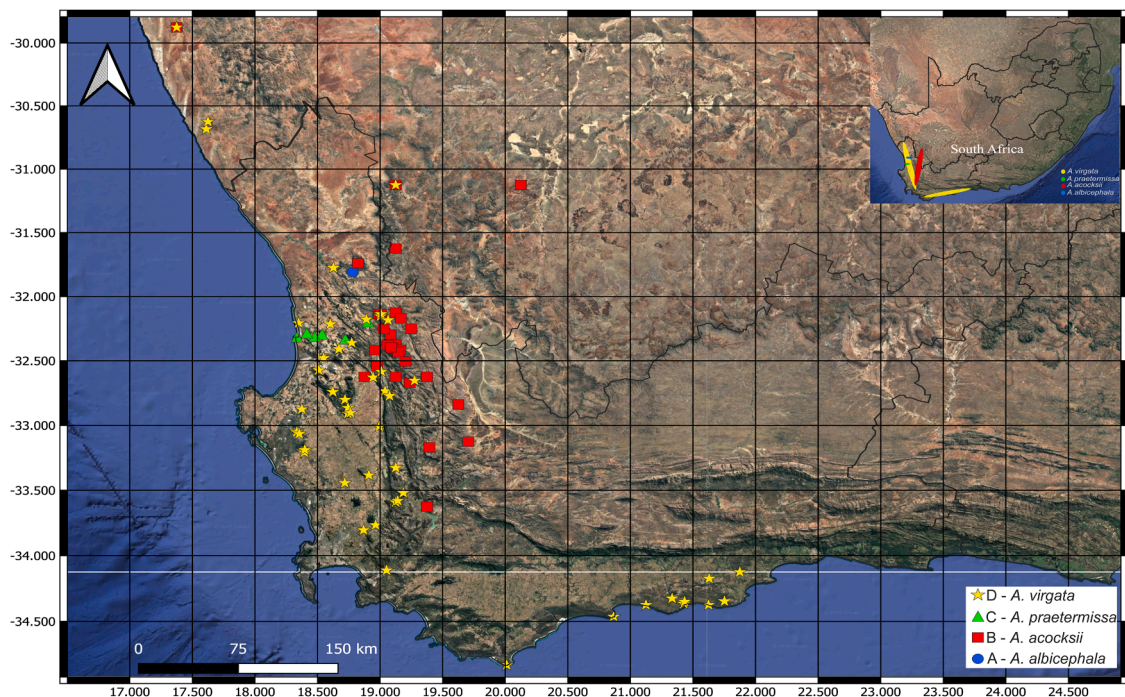 -30.000
-30.500
-31.000
-31.500
-32.000
-32.500
-33.000
-33.500
-34.000
-34.500
South Africa
A.virgata
A.praetermissa
A.acocksii
A.albicephala
D - A. virgata
C - A. praetermissa
B - A. acocksii
A - A. albicephala
0 75 150 km
17.000 17.500 18.000 18.500 19.000 19.500 20.000 20.500 21.000 21.500 22.000 22.500 23.000 23.500 24.000 24.500